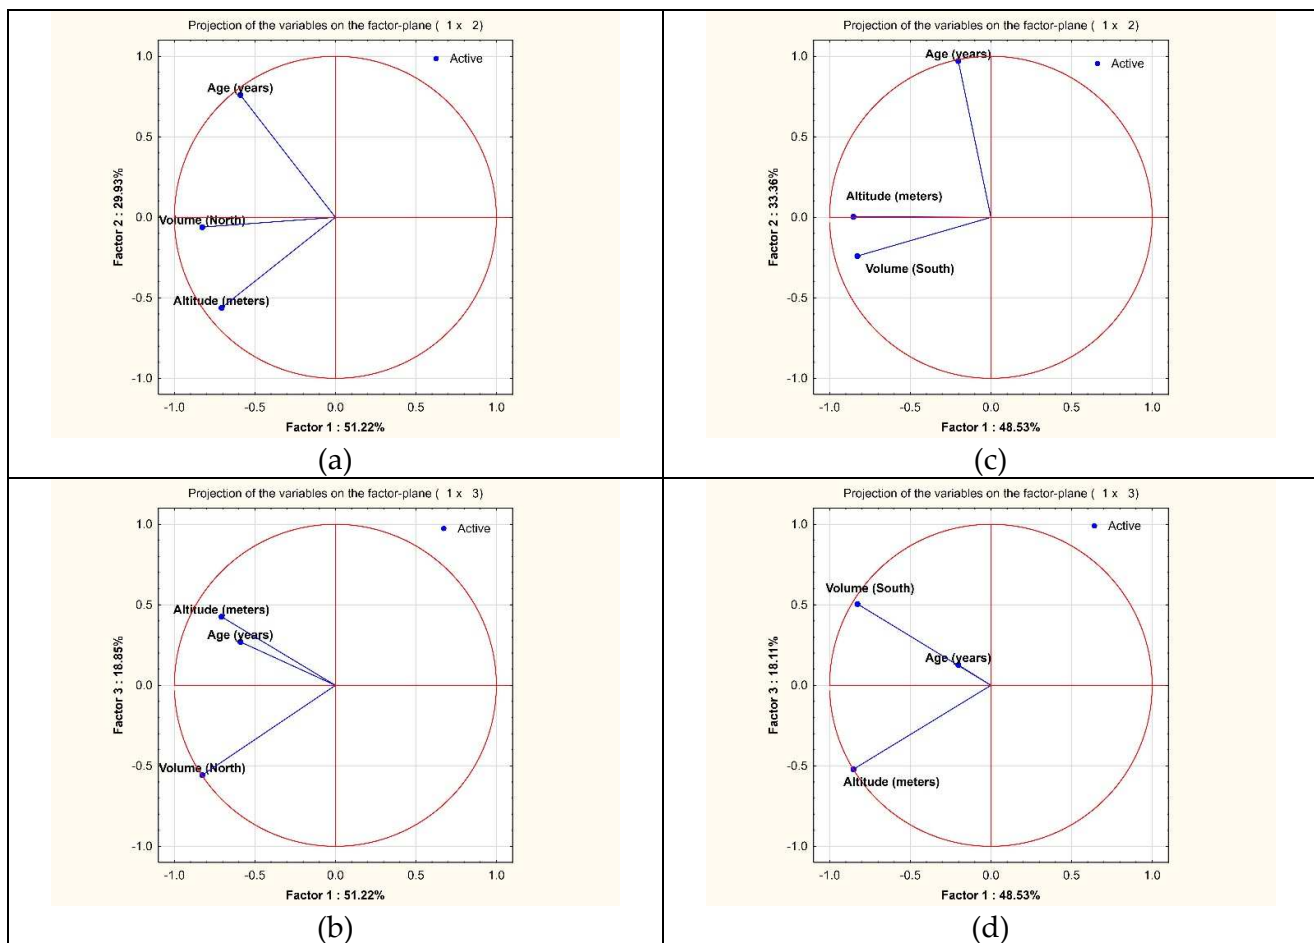 Projection of the variables on the factor-plane ( 1 x 2)
Active
1.0
Age (years)
0.5
Volume (North)
0.0
Altitude (meters)
-0.5
-1.0
Factor 2 : 29.93%
-1.0 -0.5 0.0 0.5 1.0
Factor 1 : 51.22%
(a)
Projection of the variables on the factor-plane ( 1 x 2)
Age (years)
Active
1.0
0.5
Altitude (meters)
0.0
Volume (South)
-0.5
-1.0
Factor 2 : 33.36%
-1.0 -0.5 0.0 0.5 1.0
Factor 1 : 48.53%
(c)
Projection of the variables on the factor-plane ( 1 x 3)
Active
1.0
0.5
Altitude (meters)
Age (years)
0.0
Volume (North)
-0.5
-1.0
Factor 3 : 18.85%
-1.0 -0.5 0.0 0.5 1.0
Factor 1 : 51.22%
(b)
Projection of the variables on the factor-plane ( 1 x 3)
Active
1.0
Volume (South)
0.5
Age (years)
0.0
-0.5
Altitude (meters)
-1.0
Factor 3 : 18.11%
-1.0 -0.5 0.0 0.5 1.0
Factor 1 : 48.53%
(d)